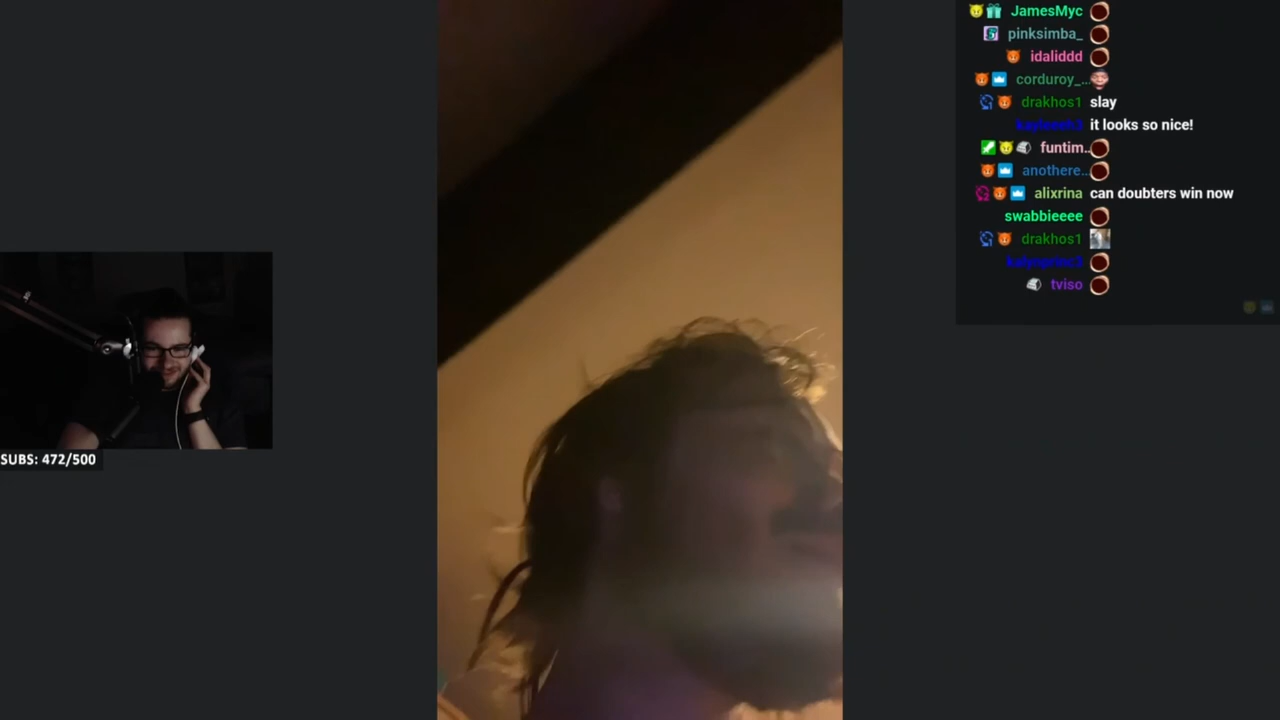 JamesMyc
pinksimba_
idaliddd
corduroy_...
drakhos1 slay
it looks so nice!
funtim...
anothere...
alixrina can doubters win now
swabbieeee
drakhos1
tviso
SUBS: 472/500